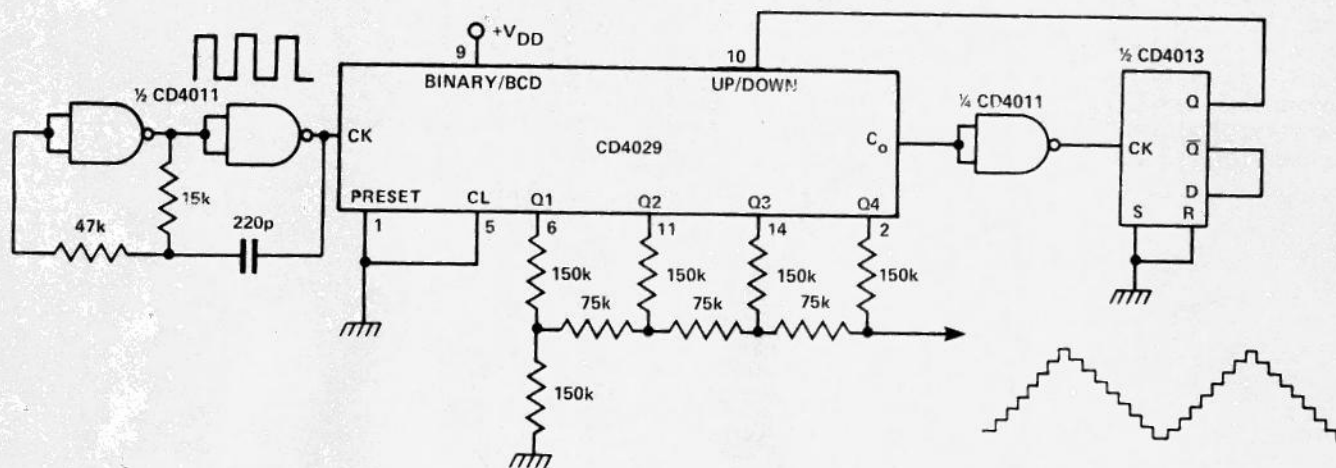 +VDD
9
10
½ CD4013
½ CD4011
BINARY/BCD
UP/DOWN
¼ CD4011
Q
CK
CD4029
Co
CK
Q̅
D
15k
PRESET
CL
Q1
Q2
Q3
Q4
S
R
47k
220p
1
5
6
11
14
2
150k
150k
150k
150k
75k
75k
75k
150k